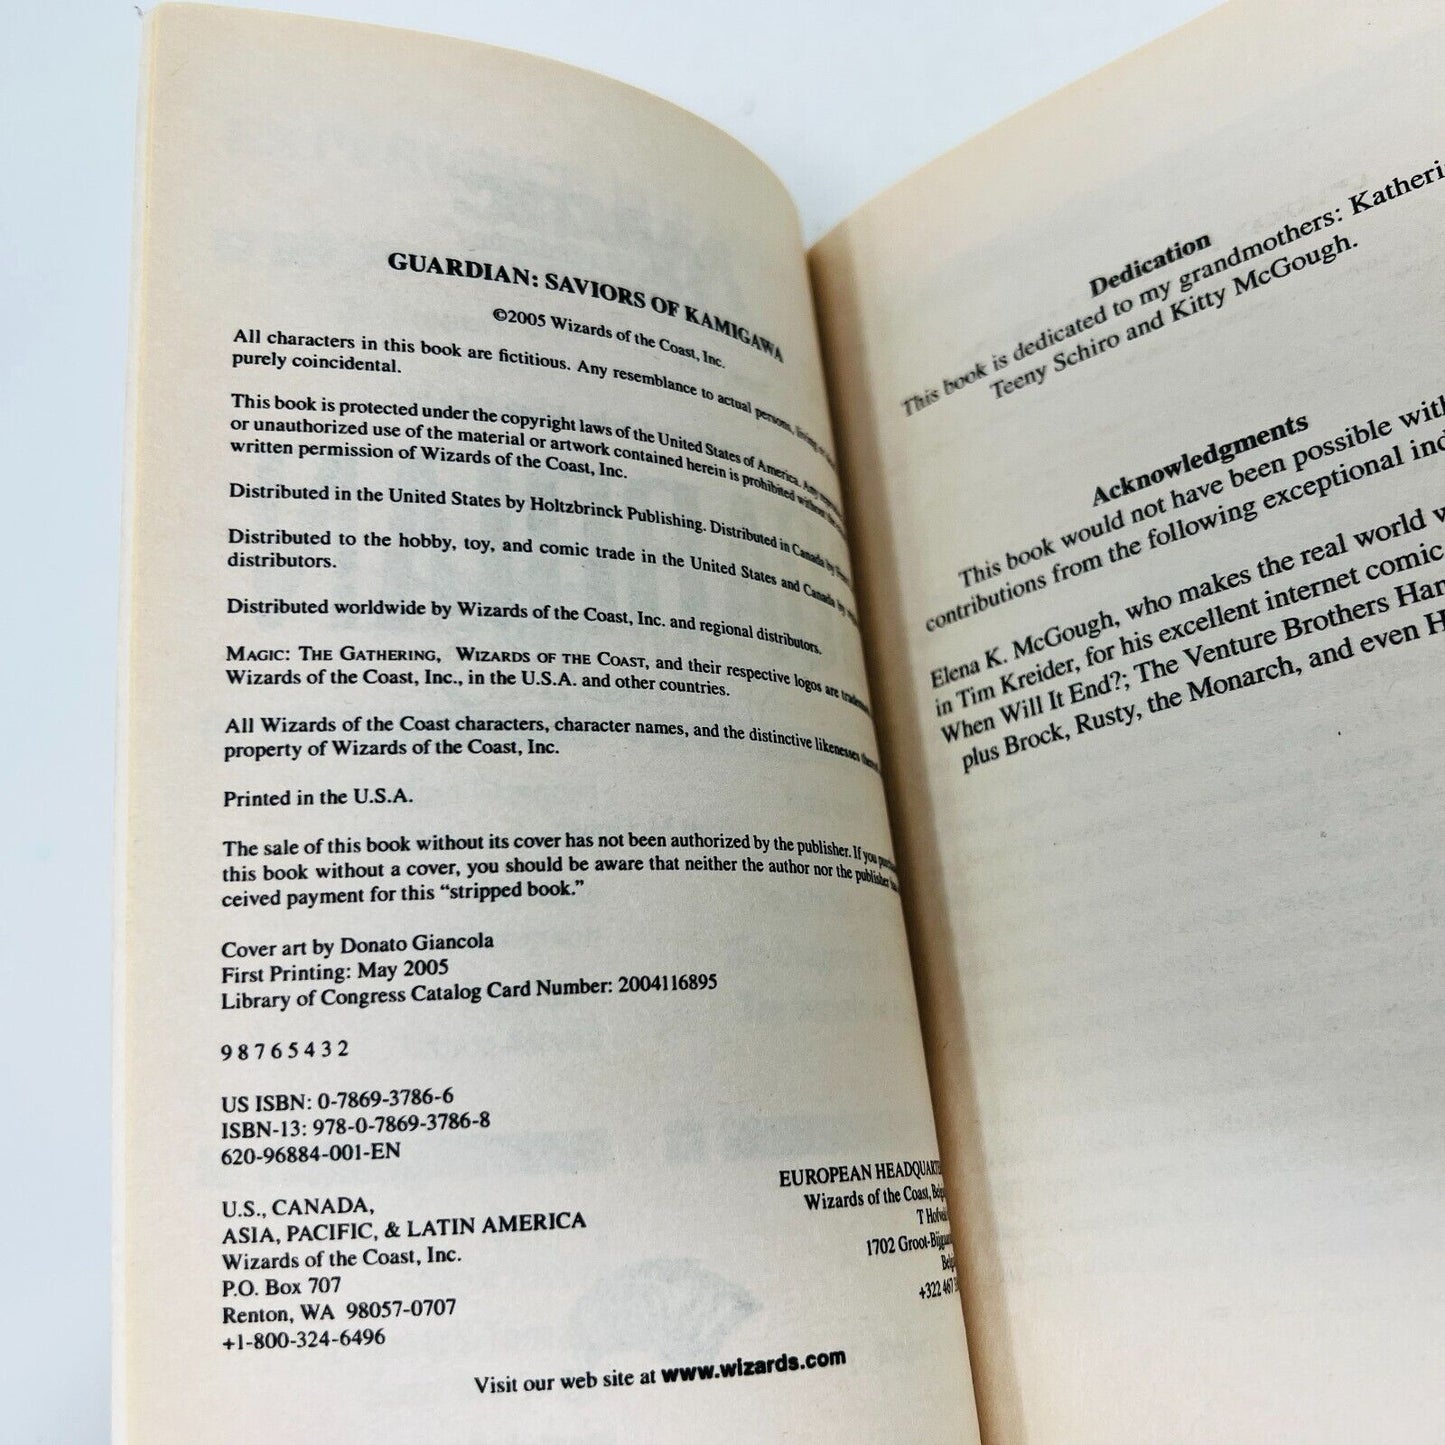 GUARDIAN: SAVIORS OF KAMIGAWA
©2005 Wizards of the Coast, Inc.
All characters in this book are fictitious. Any resemblance to actual persons, living or
purely coincidental.
This book is protected under the copyright laws of the United States of America. Any
or unauthorized use of the material or artwork contained herein is prohibited without the
written permission of Wizards of the Coast, Inc.
Distributed in the United States by Holtzbrinck Publishing. Distributed in Canada by
Distributed to the hobby, toy, and comic trade in the United States and Canada by
distributors.
Distributed worldwide by Wizards of the Coast, Inc. and regional distributors.
MAGIC: THE GATHERING, WIZARDS OF THE COAST, and their respective logos are
Wizards of the Coast, Inc., in the U.S.A. and other countries.
All Wizards of the Coast characters, character names, and the distinctive likenesses
property of Wizards of the Coast, Inc.
Printed in the U.S.A.
The sale of this book without its cover has not been authorized by the publisher. If you
this book without a cover, you should be aware that neither the author nor the publisher
ceived payment for this “stripped book.”
Cover art by Donato Giancola
First Printing: May 2005
Library of Congress Catalog Card Number: 2004116895
9 8 7 6 5 4 3 2
US ISBN: 0-7869-3786-6
ISBN-13: 978-0-7869-3786-8
620-96884-001-EN
U.S., CANADA,
ASIA, PACIFIC, & LATIN AMERICA
Wizards of the Coast, Inc.
P.O. Box 707
Renton, WA 98057-0707
+1-800-324-6496
EUROPEAN
Wizards of the Coast,
T
1702
+322 467
Visit our web site at www.wizards.com
Dedication
This book is dedicated to my grandmothers:
Teeny Schiro and Kitty McGough.
Acknowledgments
This book would not have been possible
contributions from the following exceptional
Elena K. McGough, who makes the real world
in Tim Kreider, for his excellent internet comic
When Will It End?; The Venture Brothers
plus Brock, Rusty, the Monarch, and even